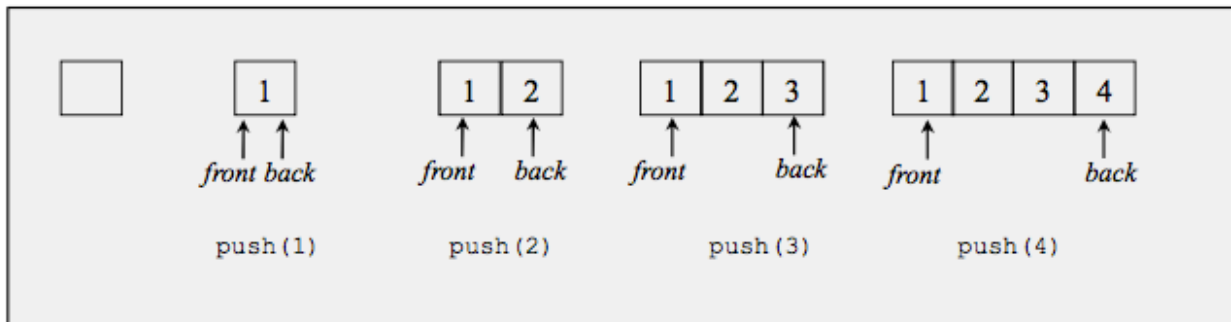 1 1 2 1 2 3 1 2 3 4
front back front back front back front back
push(1) push(2) push(3) push(4)